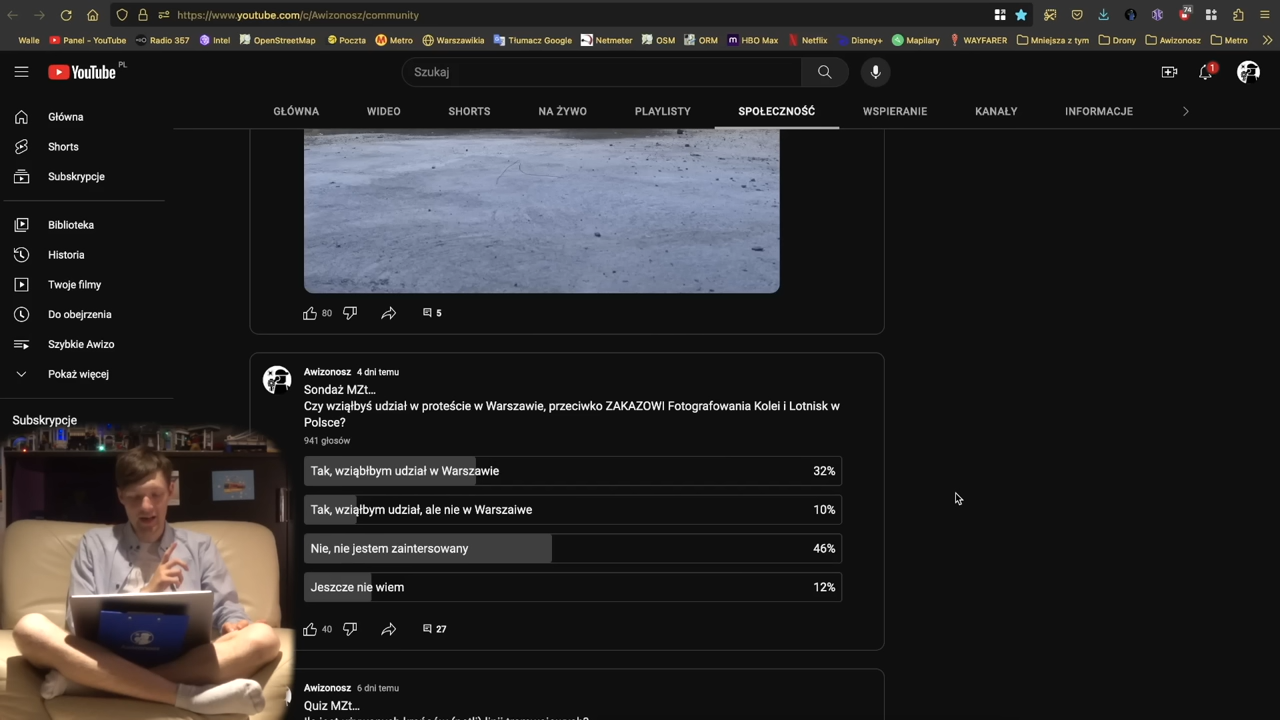 https://www.youtube.com/c/Awizonosz/community
74
Walle
Panel - YouTube
Radio 357
Intel
OpenStreetMap
Poczta
Metro
Warszawikia
Tłumacz Google
Netmeter
OSM
ORM
HBO Max
Netflix
Disney+
Mapilary
WAYFARER
Mniejsza z tym
Drony
Awizonosz
Metro
YouTube PL
Szukaj
1
GŁÓWNA
WIDEO
SHORTS
NA ŻYWO
PLAYLISTY
SPOŁECZNOŚĆ
WSPIERANIE
KANAŁY
INFORMACJE
Główna
Shorts
Subskrypcje
Biblioteka
Historia
Twoje filmy
Do obejrzenia
Szybkie Awizo
Pokaż więcej
Subskrypcje
80
5
Awizonosz 4 dni temu
Sondaż MZt...
Czy wziąłbyś udział w proteście w Warszawie, przeciwko ZAKAZOWI Fotografowania Kolei i Lotnisk w
Polsce?
941 głosów
Tak, wziąbłbym udział w Warszawie 32%
Tak, wziąłbym udział, ale nie w Warszaiwe 10%
Nie, nie jestem zaintersowany 46%
Jeszcze nie wiem 12%
40
27
Awizonosz 6 dni temu
Quiz MZt...